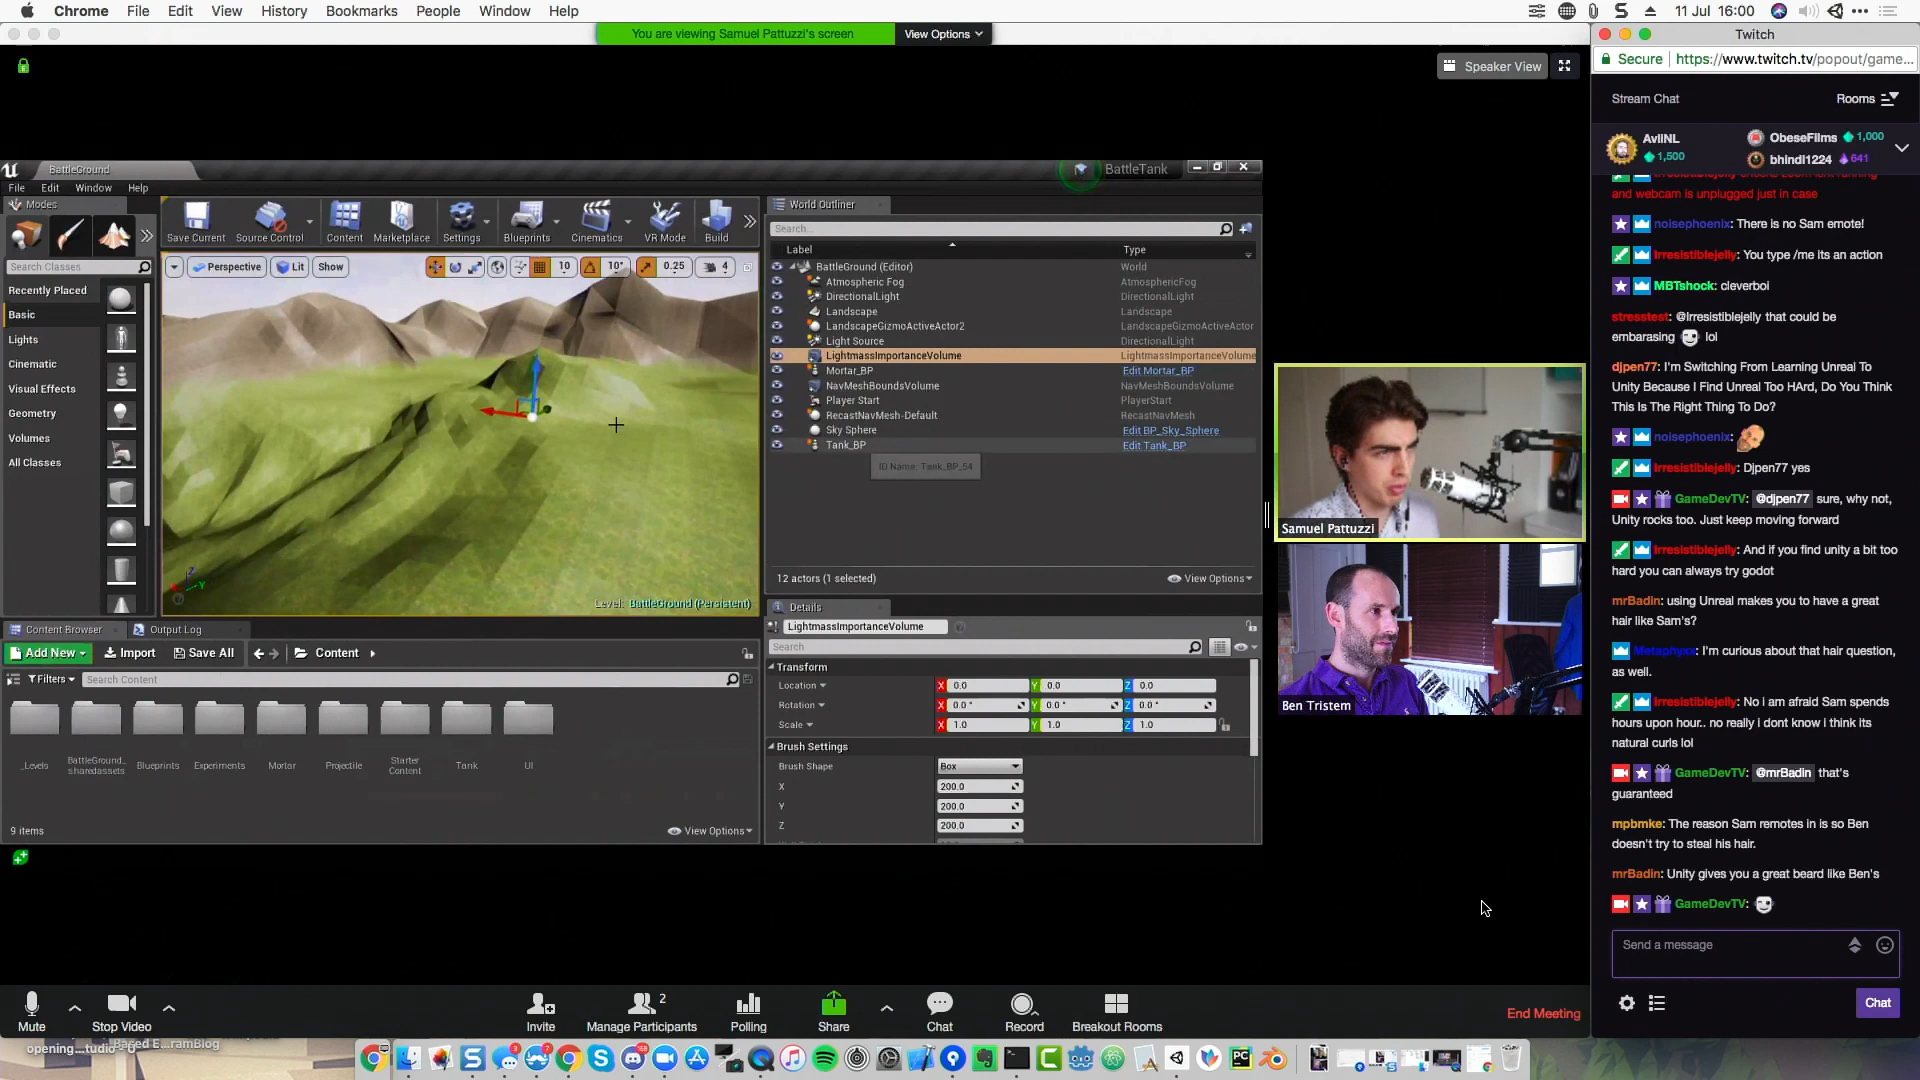 Chrome File Edit View History Bookmarks People Window Help
11 Jul 16:00
You are viewing Samuel Pattuzzi's screen
View Options
Speaker View
BattleGround
BattleTank
File Edit Window Help
Modes
Save Current
Source Control
Content
Marketplace
Settings
Blueprints
Cinematics
VR Mode
Build
Search Classes
Recently Placed
Basic
Lights
Cinematic
Visual Effects
Geometry
Volumes
All Classes
Perspective
Lit
Show
10
10°
0.25
4
Level: BattleGround (Persistent)
World Outliner
Search...
Label Type
BattleGround (Editor) World
Atmospheric Fog AtmosphericFog
DirectionalLight DirectionalLight
Landscape Landscape
LandscapeGizmoActiveActor2 LandscapeGizmoActiveActor
Light Source DirectionalLight
LightmassImportanceVolume LightmassImportanceVolume
Mortar_BP Edit Mortar_BP
NavMeshBoundsVolume NavMeshBoundsVolume
Player Start PlayerStart
RecastNavMesh-Default RecastNavMesh
Sky Sphere Edit BP_Sky_Sphere
Tank_BP Edit Tank_BP
ID Name: Tank_BP_54
12 actors (1 selected)
View Options
Details
LightmassImportanceVolume
Search
Transform
Location X 0.0 Y 0.0 Z 0.0
Rotation X 0.0° Y 0.0° Z 0.0°
Scale X 1.0 Y 1.0 Z 1.0
Brush Settings
Brush Shape Box
X 200.0
Y 200.0
Z 200.0
Content Browser
Output Log
Add New
Import
Save All
Content
Filters
Search Content
_Levels
BattleGround_
sharedassets
Blueprints
Experiments
Mortar
Projectile
Starter
Content
Tank
UI
9 items
View Options
Samuel Pattuzzi
Ben Tristem
Mute
Stop Video
Invite
2
Manage Participants
Polling
Share
Chat
Record
Breakout Rooms
End Meeting
Twitch
Secure https://www.twitch.tv/popout/game...
Stream Chat
Rooms
AvliNL
1,500
ObeseFilms 1,000
bhindi1224 641
and webcam is unplugged just in case
noisephoenix: There is no Sam emote!
Irresistiblejelly: You type /me its an action
MBTshock: cleverboi
stresstest: @Irresistiblejelly that could be
embarasing lol
djpen77: I'm Switching From Learning Unreal To
Unity Because I Find Unreal Too HArd, Do You Think
This Is The Right Thing To Do?
noisephoenix:
Irresistiblejelly: Djpen77 yes
GameDevTV: @djpen77 sure, why not,
Unity rocks too. Just keep moving forward
Irresistiblejelly: And if you find unity a bit too
hard you can always try godot
mrBadin: using Unreal makes you to have a great
hair like Sam's?
Metaphyxx: I'm curious about that hair question,
as well.
Irresistiblejelly: No i am afraid Sam spends
hours upon hour.. no really i dont know i think its
natural curls lol
GameDevTV: @mrBadin that's
guaranteed
mpbmke: The reason Sam remotes in is so Ben
doesn't try to steal his hair.
mrBadin: Unity gives you a great beard like Ben's
GameDevTV:
Send a message
Chat